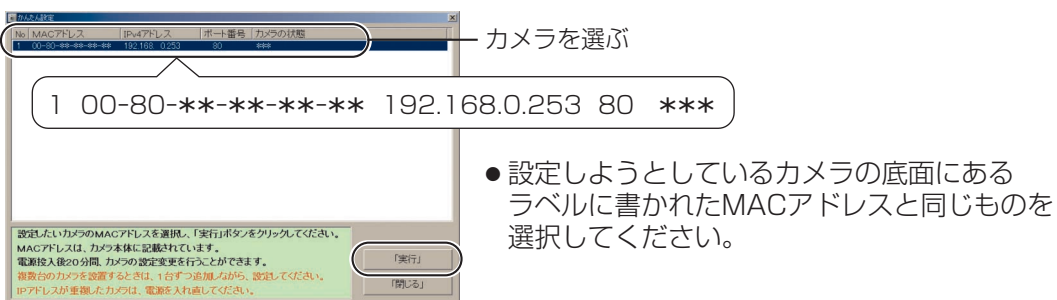 かんたん設定
No MACアドレス IPv4アドレス ポート番号 カメラの状態
1 00-80-**-**-**-** 192.168.0.253 80 ***
カメラを選ぶ
1 00-80-**-**-**-** 192.168.0.253 80 ***
●設定しようとしているカメラの底面にある
ラベルに書かれたMACアドレスと同じものを
選択してください。
設定したいカメラのMACアドレスを選択し、「実行」ボタンをクリックしてください。
MACアドレスは、カメラ本体に記載されています。
電源投入後20分間、カメラの設定変更を行うことができます。
複数台のカメラを設置するときは、1台ずつ追加しながら、設定してください。
IPアドレスが重複したカメラは、電源を入れ直してください。
「実行」
「閉じる」